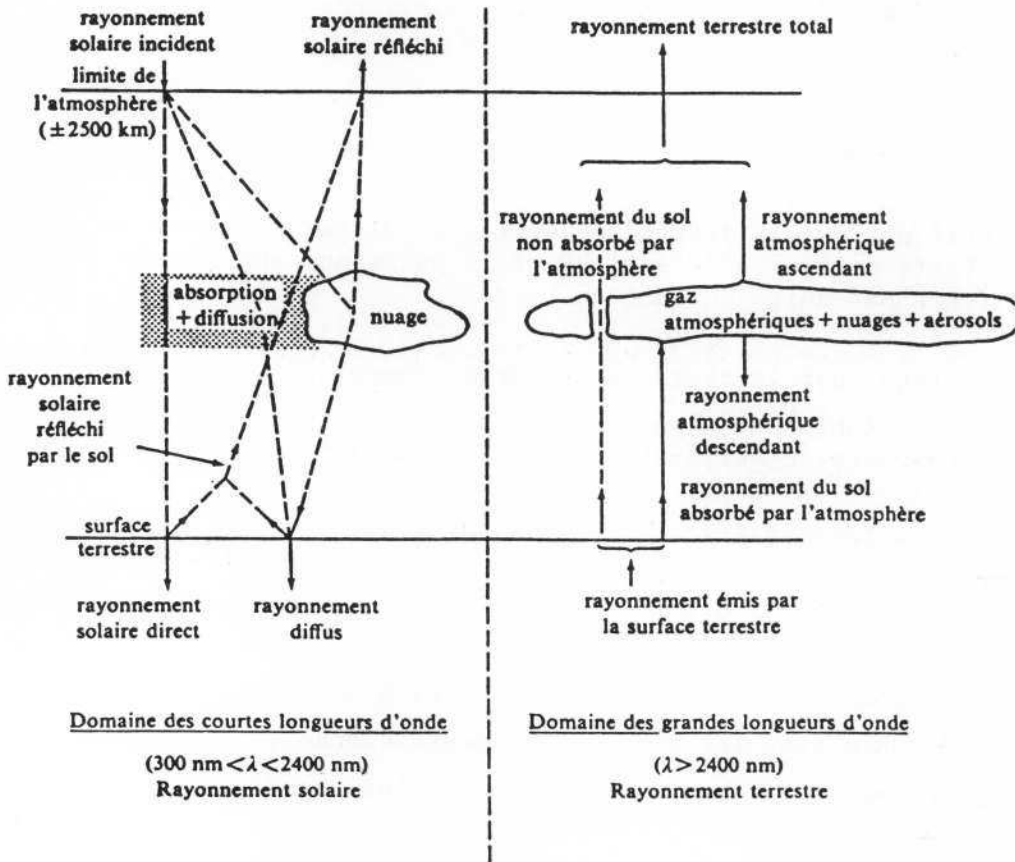 rayonnement
solaire incident
rayonnement
solaire réfléchi
limite de
l'atmosphère
(±2500 km)
absorption
+ diffusion
nuage
rayonnement
solaire
réfléchi
par le sol
surface
terrestre
rayonnement
solaire direct
rayonnement
diffus
Domaine des courtes longueurs d'onde
(300 nm<λ<2400 nm)
Rayonnement solaire
rayonnement terrestre total
rayonnement du sol
non absorbé par
l'atmosphère
rayonnement
atmosphérique
ascendant
gaz
atmosphériques + nuages + aérosols
rayonnement
atmosphérique
descendant
rayonnement du sol
absorbé par l'atmosphère
rayonnement émis par
la surface terrestre
Domaine des grandes longueurs d'onde
(λ> 2400 nm)
Rayonnement terrestre